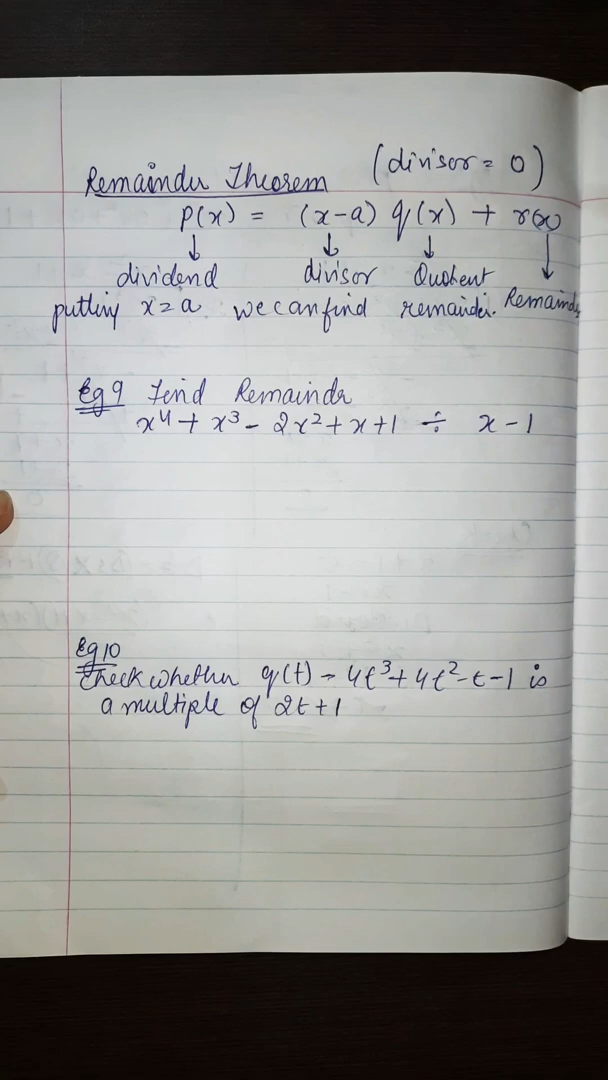 Remainder Theorem (divisor = 0)
p(x) = (x-a) q(x) + r(x)
↓ ↓ ↓ ↓
dividend divisor Quotient Remainder
putting x = a we can find remainder.
Eg 9 Find Remainder
x⁴ + x³ - 2x² + x + 1 ÷ x - 1
Eg 10
Check whether q(t) = 4t³ + 4t² - t - 1 is
a multiple of 2t + 1